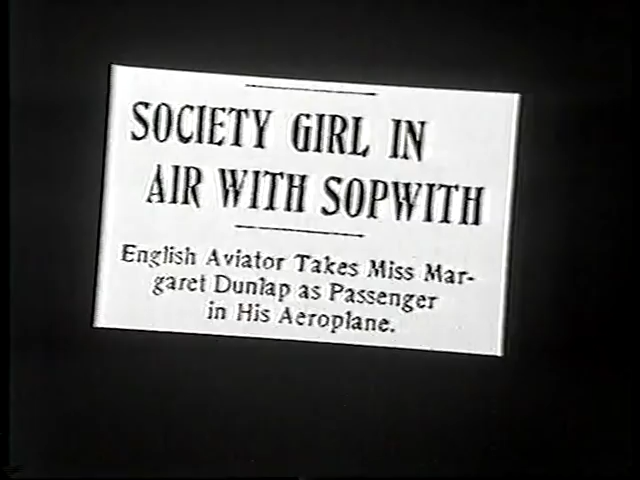 SOCIETY GIRL IN
AIR WITH SOPWITH
English Aviator Takes Miss Mar-
garet Dunlap as Passenger
in His Aeroplane.